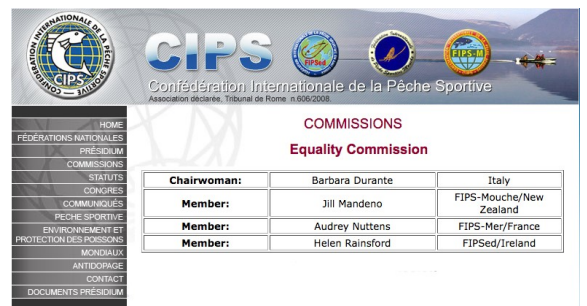 CONFEDERATION INTERNATIONALE DE LA PÊCHE SPORTIVE
CIPS
CIPS
FIPSed
FIPS-M
Confédération Internationale de la Pêche Sportive
Association déclarée, Tribunal de Rome n.606/2008.
HOME
FÉDÉRATIONS NATIONALES
PRÉSIDIUM
COMMISSIONS
STATUTS
CONGRES
COMMUNIQUÉS
PECHE SPORTIVE
ENVIRONNEMENT ET
PROTECTION DES POISSONS
MONDIAUX
ANTIDOPAGE
CONTACT
DOCUMENTS PRÉSIDIUM
COMMISSIONS
Equality Commission
Chairwoman: Barbara Durante Italy
Member: Jill Mandeno FIPS-Mouche/New
Zealand
Member: Audrey Nuttens FIPS-Mer/France
Member: Helen Rainsford FIPSed/Ireland